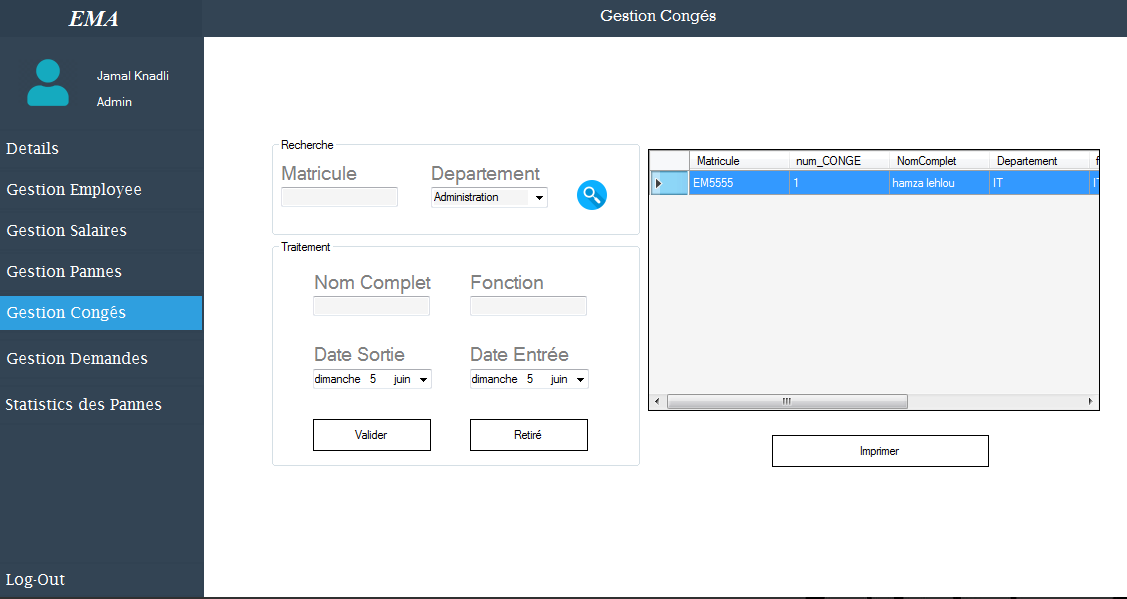 EMA
Gestion Congés
Jamal Knadli
Admin
Details
Gestion Employee
Gestion Salaires
Gestion Pannes
Gestion Congés
Gestion Demandes
Statistics des Pannes
Log-Out
Recherche
Matricule Departement
Administration
Traitement
Nom Complet Fonction
Date Sortie Date Entrée
dimanche 5 juin dimanche 5 juin
Valider Retiré
Matricule num_CONGE NomComplet Departement
EM5555 1 hamza lehlou IT
Imprimer